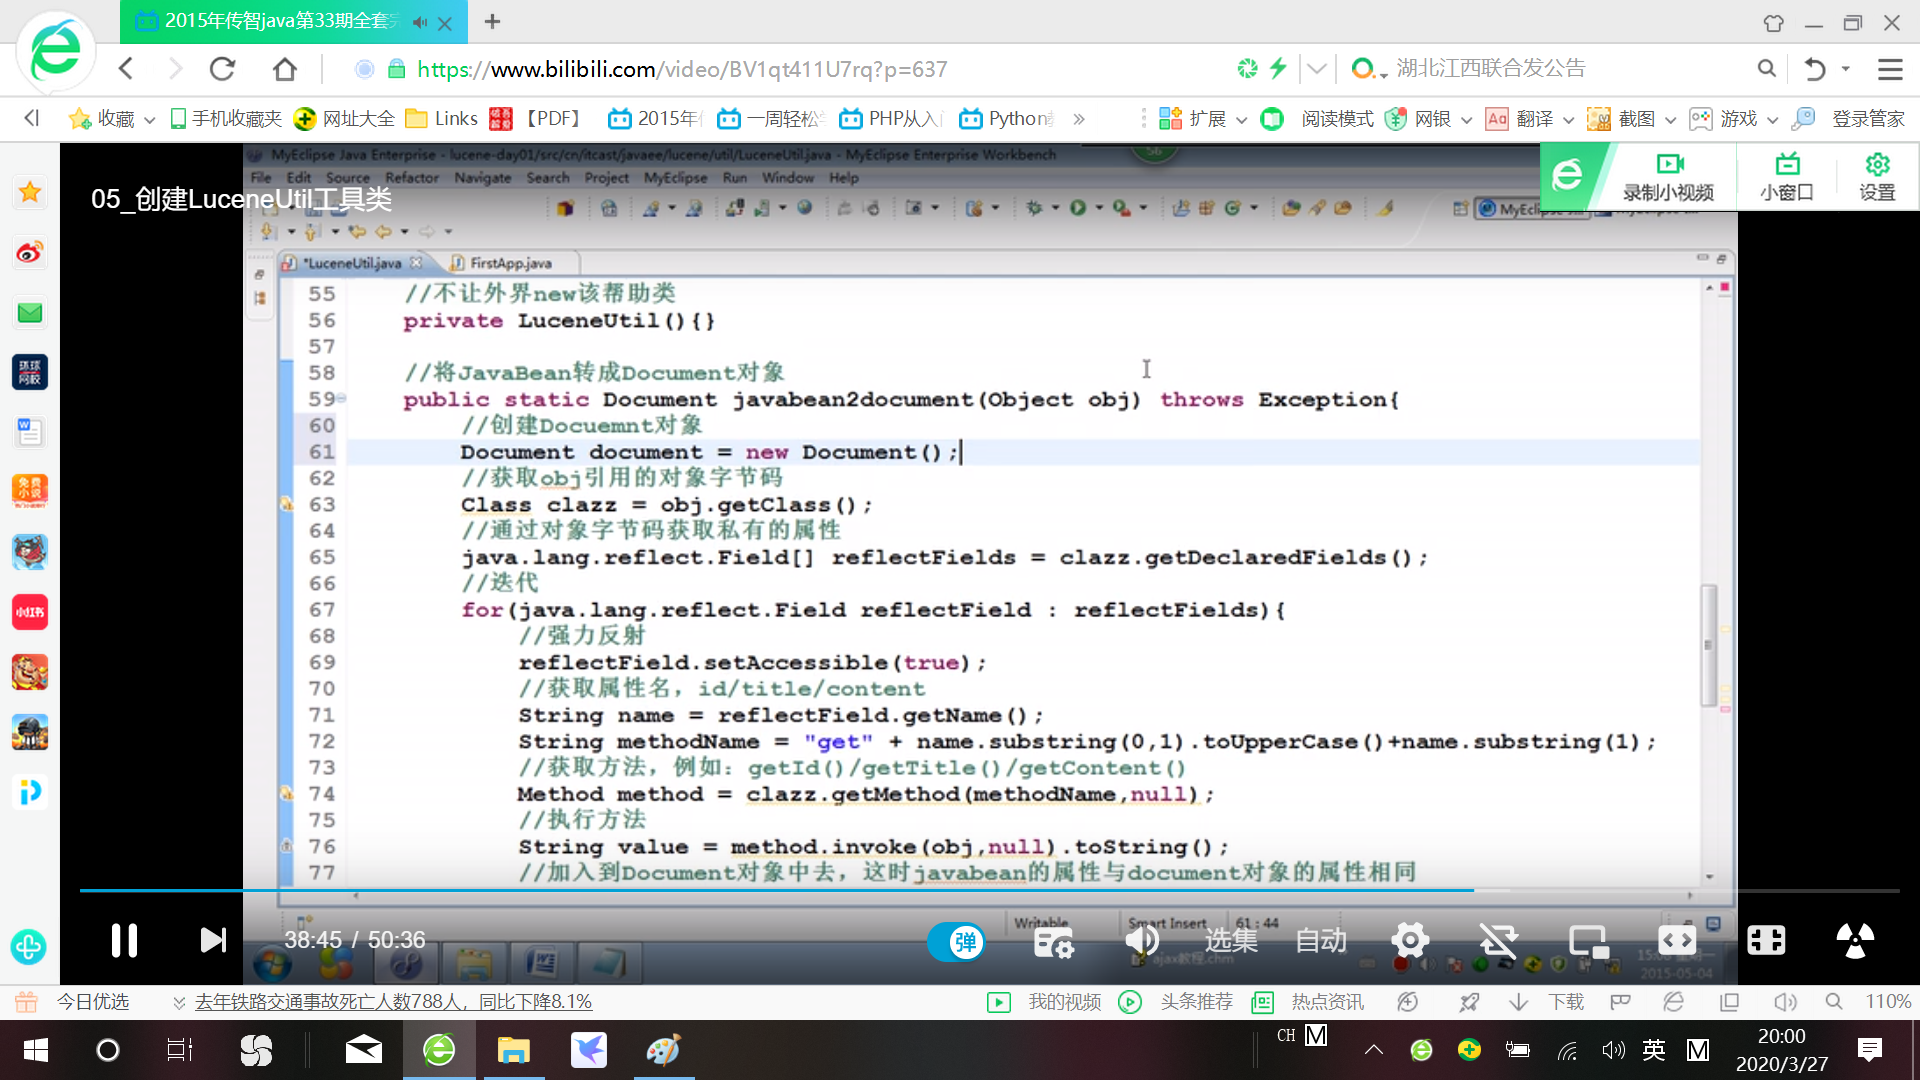 2015年传智java第33期全套
https://www.bilibili.com/video/BV1qt411U7rq?p=637
湖北江西联合发公告
收藏
手机收藏夹
网址大全
Links
【PDF】
2015年
一周轻松
PHP从入
Python
扩展
阅读模式
网银
翻译
截图
游戏
登录管家
MyEclipse Java Enterprise - lucene-day01/src/cn/itcast/javaee/lucene/util/LuceneUtil.java - MyEclipse Enterprise Workbench
File Edit Source Refactor Navigate Search Project MyEclipse Run Window Help
56
录制小视频
小窗口
设置
05_创建LuceneUtil工具类
*LuceneUtil.java
FirstApp.java
55 //不让外界new该帮助类
56 private LuceneUtil(){}
57
58 //将JavaBean转成Document对象
59 public static Document javabean2document(Object obj) throws Exception{
60 //创建Docuemnt对象
61 Document document = new Document();
62 //获取obj引用的对象字节码
63 Class clazz = obj.getClass();
64 //通过对象字节码获取私有的属性
65 java.lang.reflect.Field[] reflectFields = clazz.getDeclaredFields();
66 //迭代
67 for(java.lang.reflect.Field reflectField : reflectFields){
68 //强力反射
69 reflectField.setAccessible(true);
70 //获取属性名，id/title/content
71 String name = reflectField.getName();
72 String methodName = "get" + name.substring(0,1).toUpperCase()+name.substring(1);
73 //获取方法，例如：getId()/getTitle()/getContent()
74 Method method = clazz.getMethod(methodName,null);
75 //执行方法
76 String value = method.invoke(obj,null).toString();
77 //加入到Document对象中去，这时javabean的属性与document对象的属性相同
Writable
Smart Insert
61 : 44
38:45 / 50:36
弹
选集
自动
ajax教程.chm
2015-05-04
环球
网校
免费
小说
小红书
今日优选
去年铁路交通事故死亡人数788人，同比下降8.1%
我的视频
头条推荐
热点资讯
下载
110%
CH M
英
M
20:00
2020/3/27